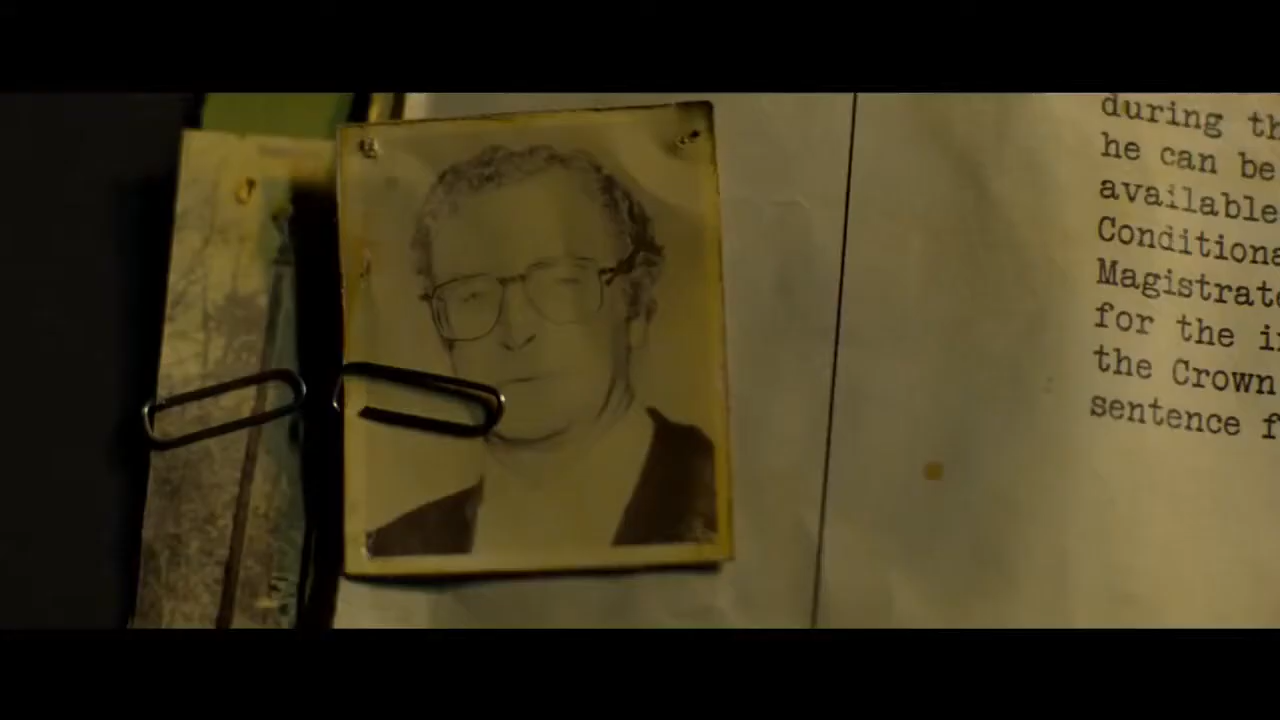 during th
he can be
available
Conditiona
Magistrate
for the i
the Crown
sentence f